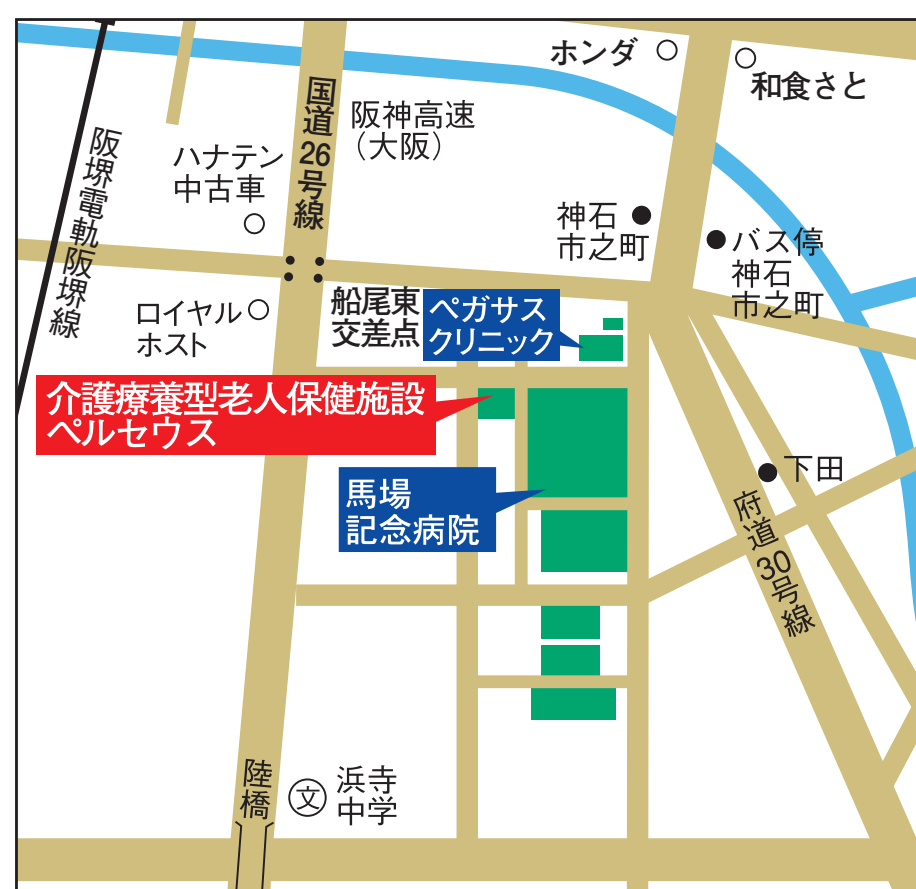 ホンダ
和食さと
国道26号線
阪神高速
（大阪）
阪堺電軌阪堺線
ハナテン
中古車
神石
市之町
バス停
神石
市之町
船尾東
交差点
ペガサス
クリニック
ロイヤル
ホスト
介護療養型老人保健施設
ペルセウス
馬場
記念病院
下田
府道30号線
陸橋
文
浜寺
中学